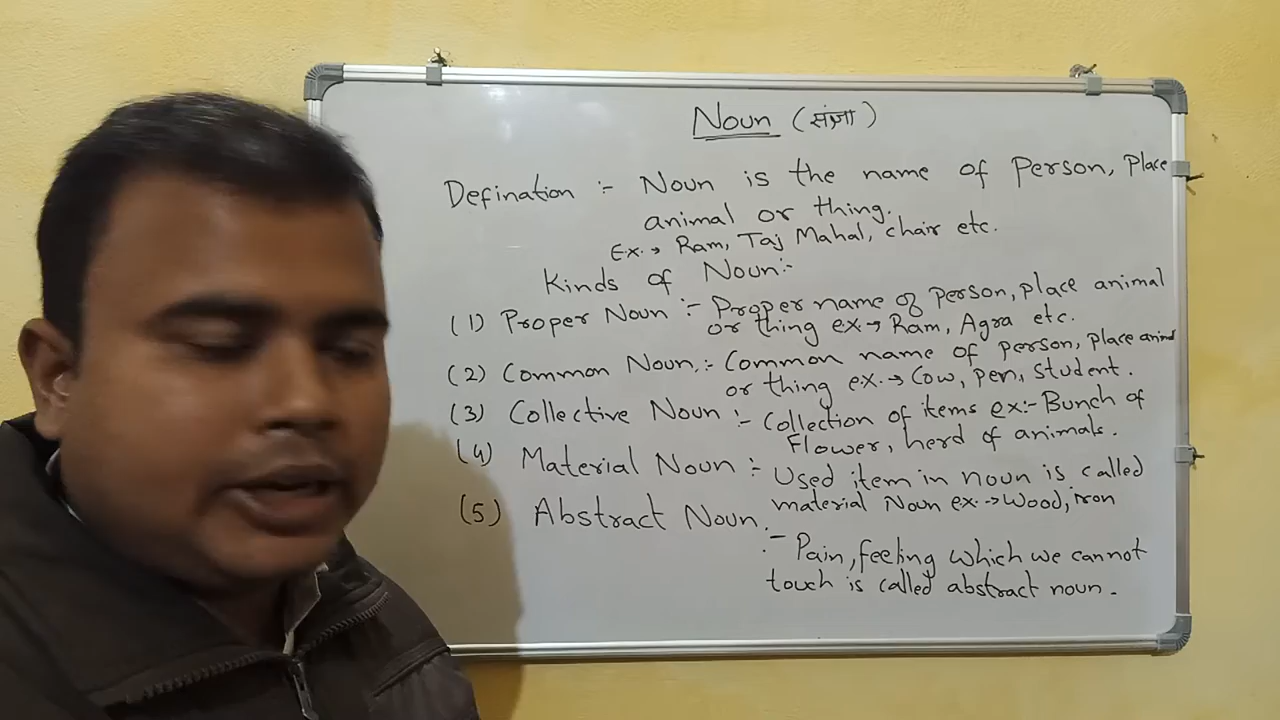 Noun (संज्ञा)
Defination :- Noun is the name of Person, Place
animal or thing.
Ex.→ Ram, Taj Mahal, chair etc.
Kinds of Noun:-
(1) Proper Noun :- Proper name of person, place animal
or thing ex→ Ram, Agra etc.
(2) Common Noun.:- Common name of person, place animal
or thing ex.→ Cow, pen, student.
(3) Collective Noun :- Collection of items ex:- Bunch of
Flower, herd of animals.
(4) Material Noun :- Used item in noun is called
material Noun ex→ Wood, iron
(5) Abstract Noun.
:- Pain, feeling which we cannot
touch is called abstract noun.